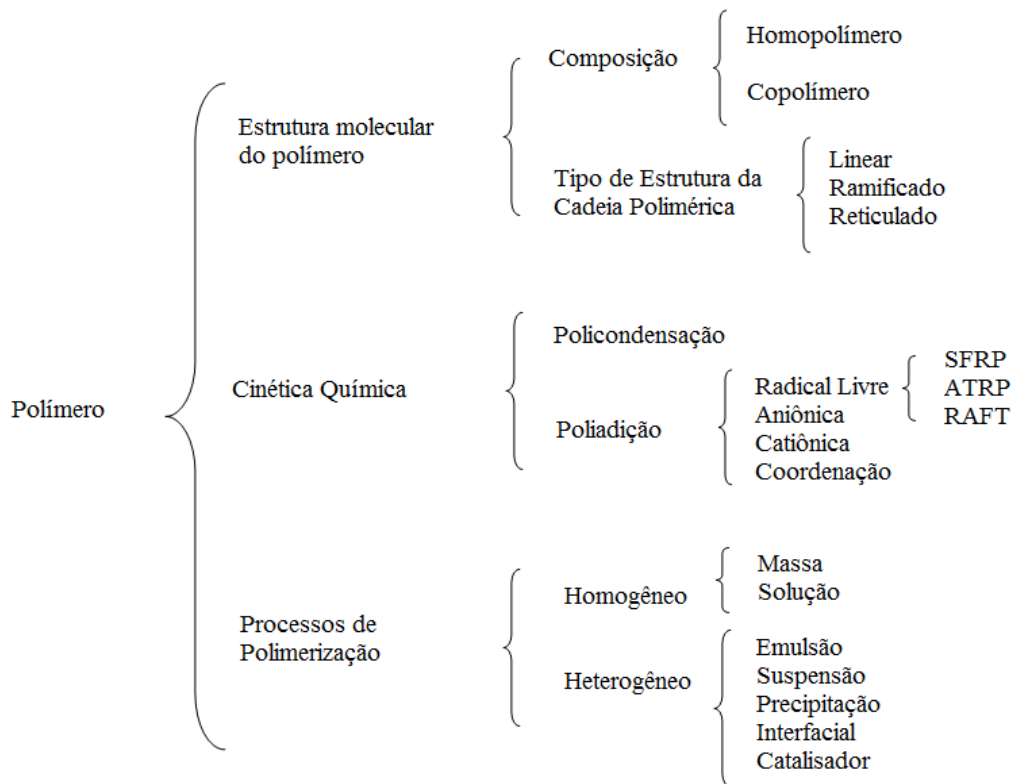 Polímero
Estrutura molecular
do polímero
Composição
Homopolímero
Copolímero
Tipo de Estrutura da
Cadeia Polimérica
Linear
Ramificado
Reticulado
Cinética Química
Policondensação
Poliadição
Radical Livre
Aniônica
Catiônica
Coordenação
SFRP
ATRP
RAFT
Processos de
Polimerização
Homogêneo
Massa
Solução
Heterogêneo
Emulsão
Suspensão
Precipitação
Interfacial
Catalisador